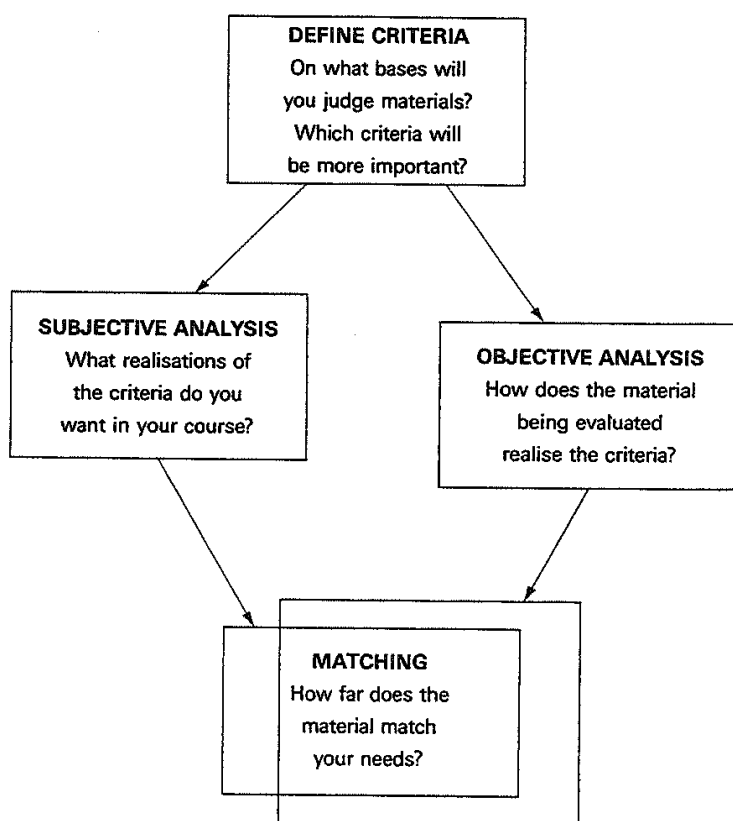 DEFINE CRITERIA
On what bases will
you judge materials?
Which criteria will
be more important?
SUBJECTIVE ANALYSIS
What realisations of
the criteria do you
want in your course?
OBJECTIVE ANALYSIS
How does the material
being evaluated
realise the criteria?
MATCHING
How far does the
material match
your needs?